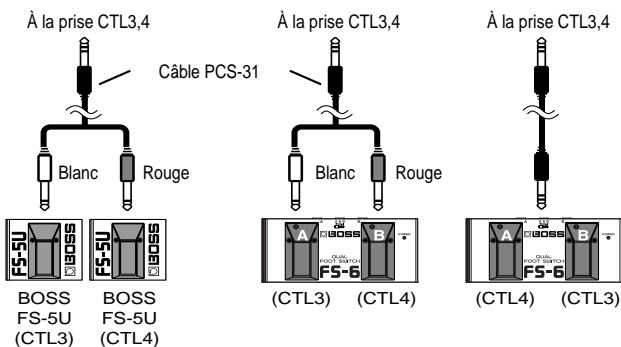 À la prise CTL3,4
À la prise CTL3,4
À la prise CTL3,4
Câble PCS-31
Blanc
Rouge
Blanc
Rouge
FS-5U
BOSS
FS-5U
BOSS
A
BOSS
B
POWER
DUAL
FOOT SWITCH
FS-6
A
BOSS
B
POWER
DUAL
FOOT SWITCH
FS-6
BOSS
FS-5U
(CTL3)
BOSS
FS-5U
(CTL4)
(CTL3)
(CTL4)
(CTL4)
(CTL3)